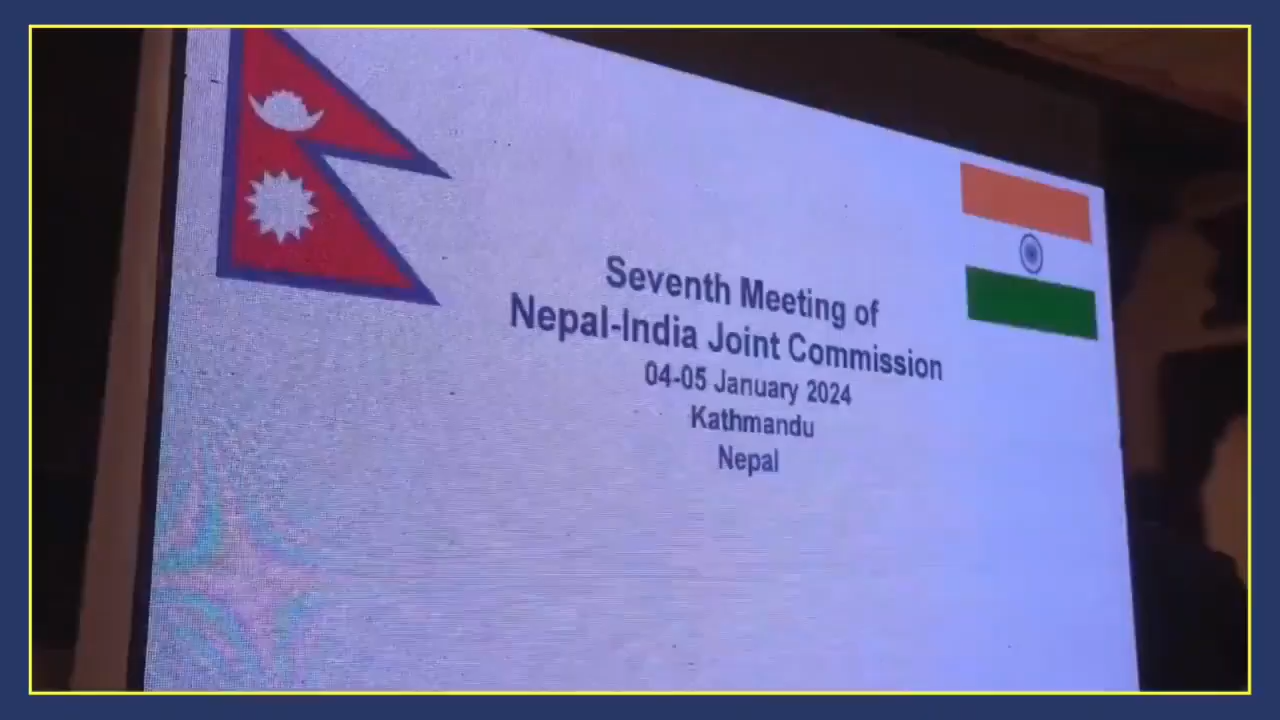 Seventh Meeting of
Nepal-India Joint Commission
04-05 January 2024
Kathmandu
Nepal